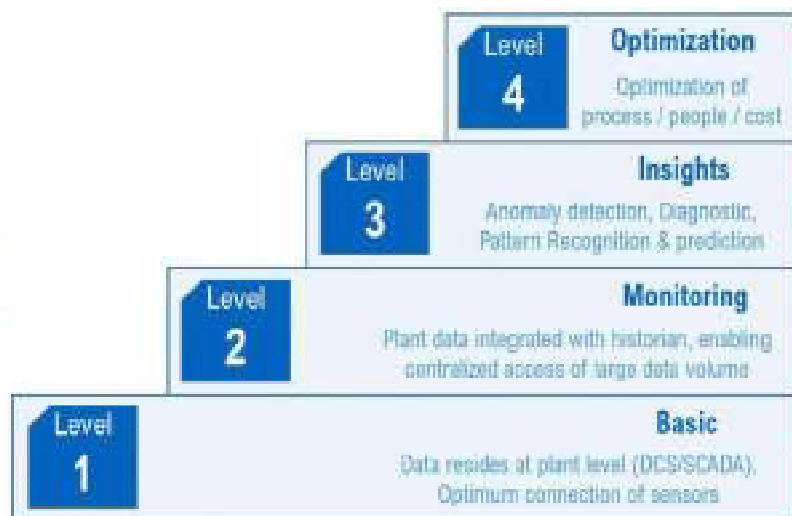 Level
4
Optimization
Optimization of
process / people / cost
Level
3
Insights
Anomaly detection, Diagnostic,
Pattern Recognition & prediction
Level
2
Monitoring
Plant data integrated with historian, enabling
centralized access of large data volume
Level
1
Basic
Data resides at plant level (DCS/SCADA),
Optimum connection of sensors